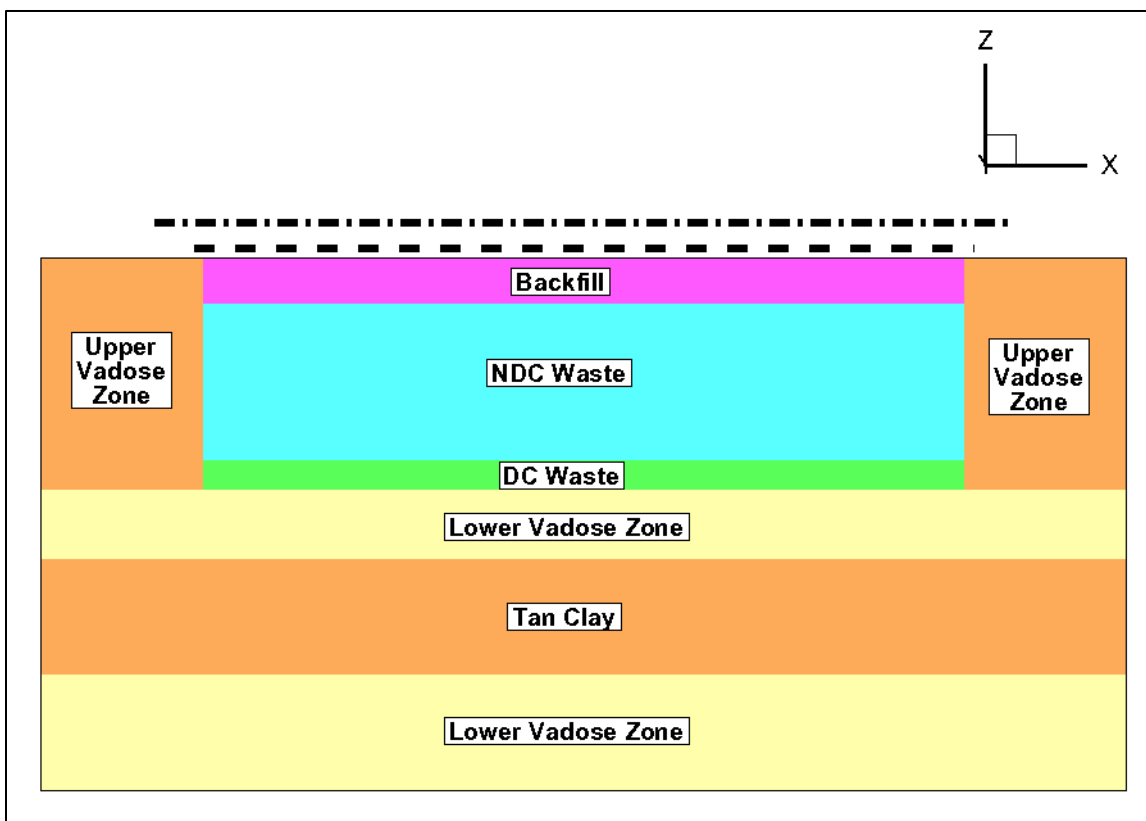 Z
Y
X
Backfill
Upper
Vadose
Zone
NDC Waste
Upper
Vadose
Zone
DC Waste
Lower Vadose Zone
Tan Clay
Lower Vadose Zone